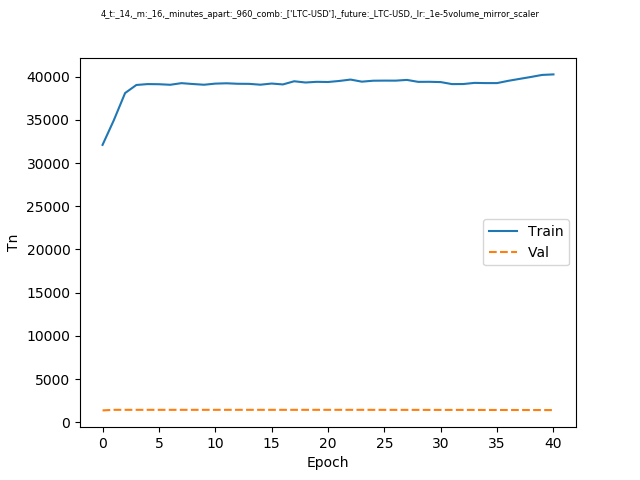 4_t:_14,_m:_16,_minutes_apart:_960_comb:_['LTC-USD'],_future:_LTC-USD,_lr:_1e-5volume_mirror_scaler
40000
35000
30000
25000
20000
15000
10000
5000
0
Tn
Train
Val
0 5 10 15 20 25 30 35 40
Epoch